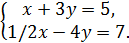 x + 3y = 5,
1/2x - 4y = 7.